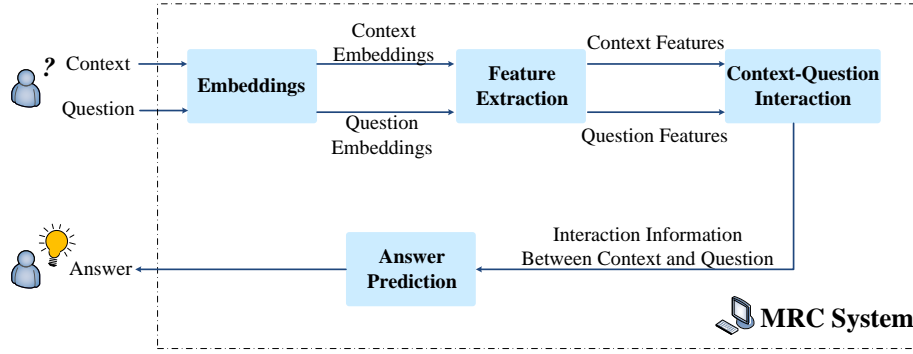 ?
Context
Question
Embeddings
Context
Embeddings
Question
Embeddings
Feature
Extraction
Context Features
Question Features
Context-Question
Interaction
Interaction Information
Between Context and Question
Answer
Prediction
Answer
MRC System